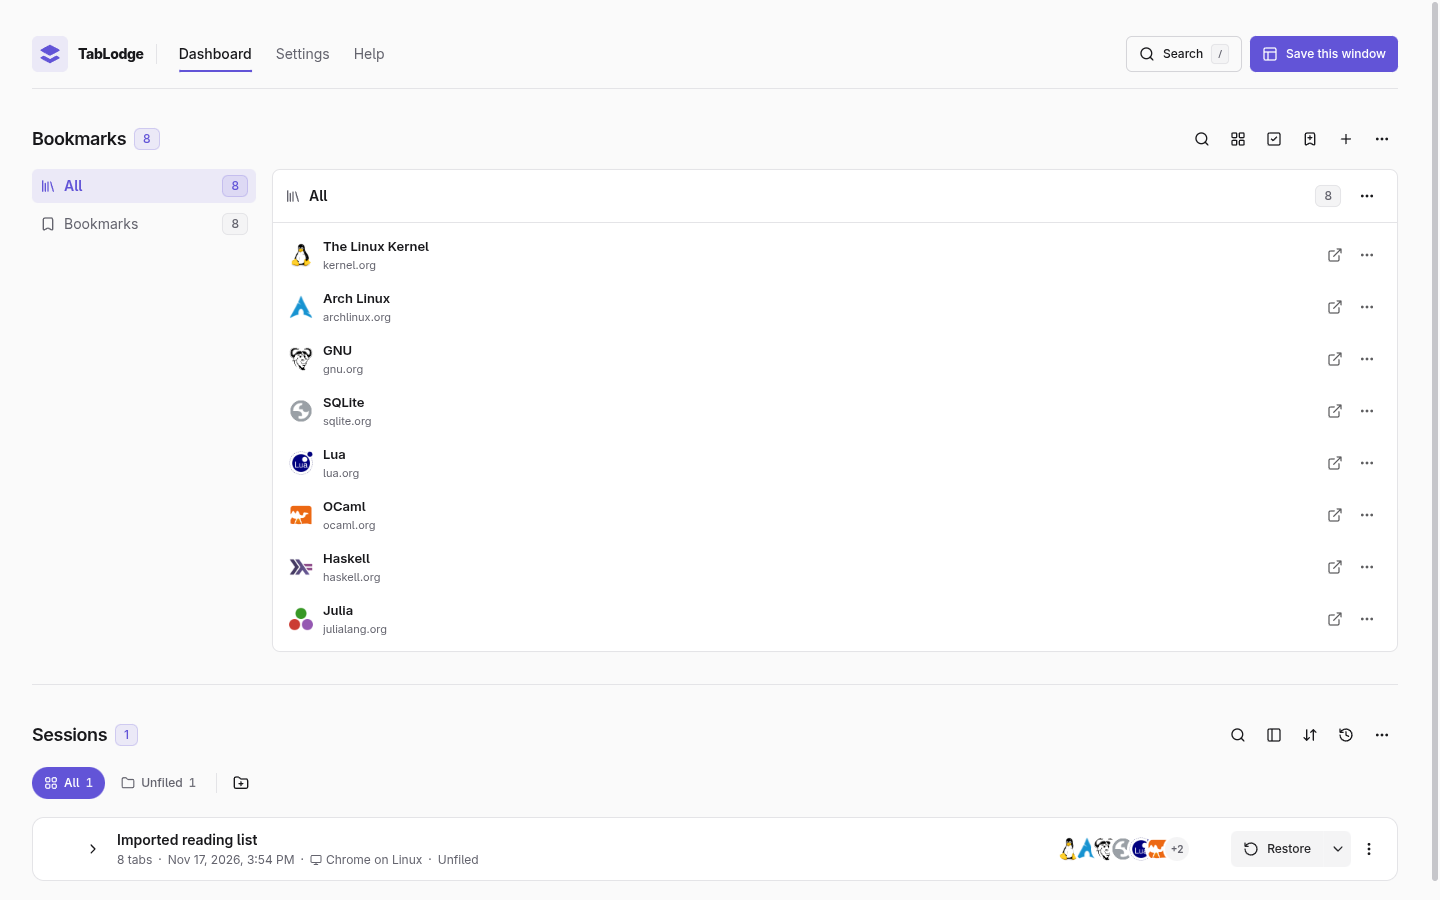 TabLodge
Dashboard
Settings
Help
Search /
Save this window
Bookmarks 8
All 8
Bookmarks 8
All 8
The Linux Kernel
kernel.org
Arch Linux
archlinux.org
GNU
gnu.org
SQLite
sqlite.org
Lua
lua.org
OCaml
ocaml.org
Haskell
haskell.org
Julia
julialang.org
Sessions 1
All 1
Unfiled 1
Imported reading list
8 tabs · Nov 17, 2026, 3:54 PM · Chrome on Linux · Unfiled
+2
Restore